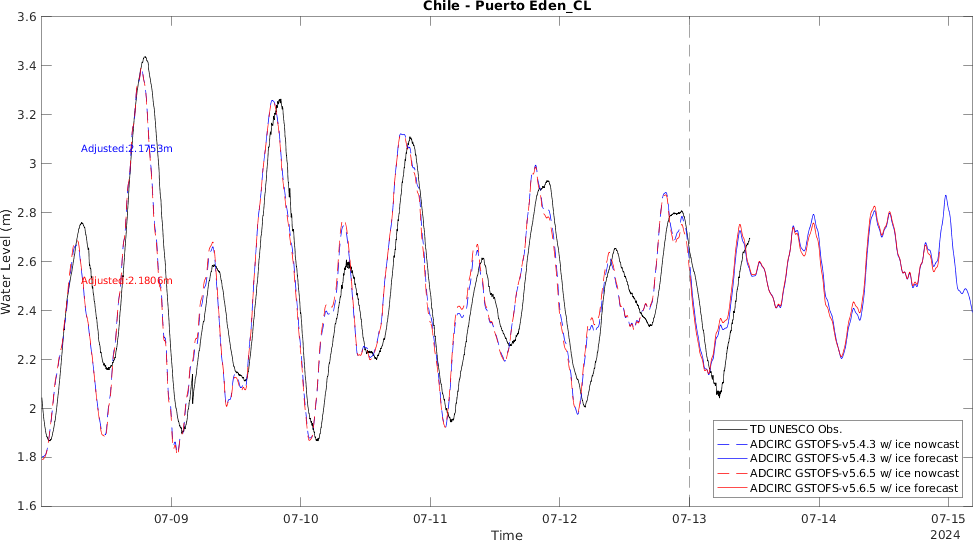 Chile - Puerto Eden_CL
3.6
3.4
3.2
3
2.8
2.6
2.4
2.2
2
1.8
1.6
Water Level (m)
Adjusted:2.1753m
Adjusted:2.1806m
TD UNESCO Obs.
ADCIRC GSTOFS-v5.4.3 w/ ice nowcast
ADCIRC GSTOFS-v5.4.3 w/ ice forecast
ADCIRC GSTOFS-v5.6.5 w/ ice nowcast
ADCIRC GSTOFS-v5.6.5 w/ ice forecast
07-09 07-10 07-11 07-12 07-13 07-14 07-15
Time 2024